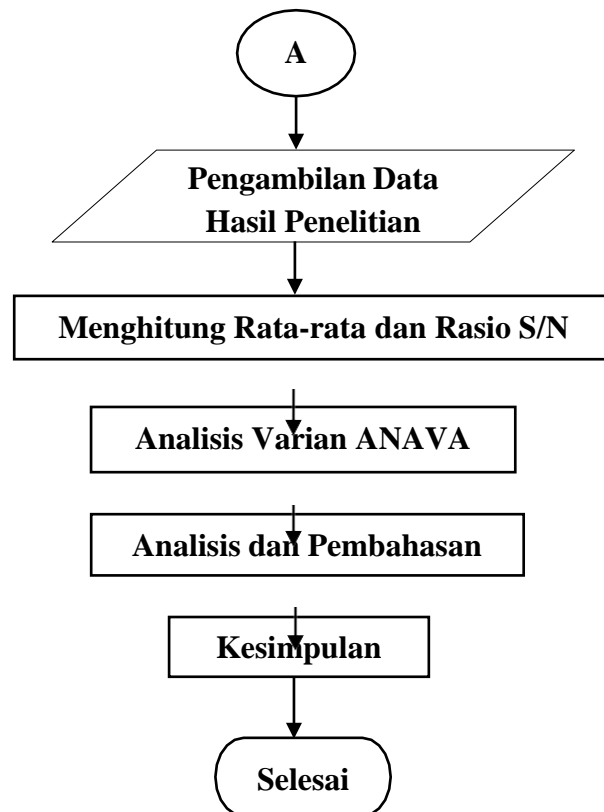 A
Pengambilan Data
Hasil Penelitian
Menghitung Rata-rata dan Rasio S/N
Analisis Varian ANAVA
Analisis dan Pembahasan
Kesimpulan
Selesai